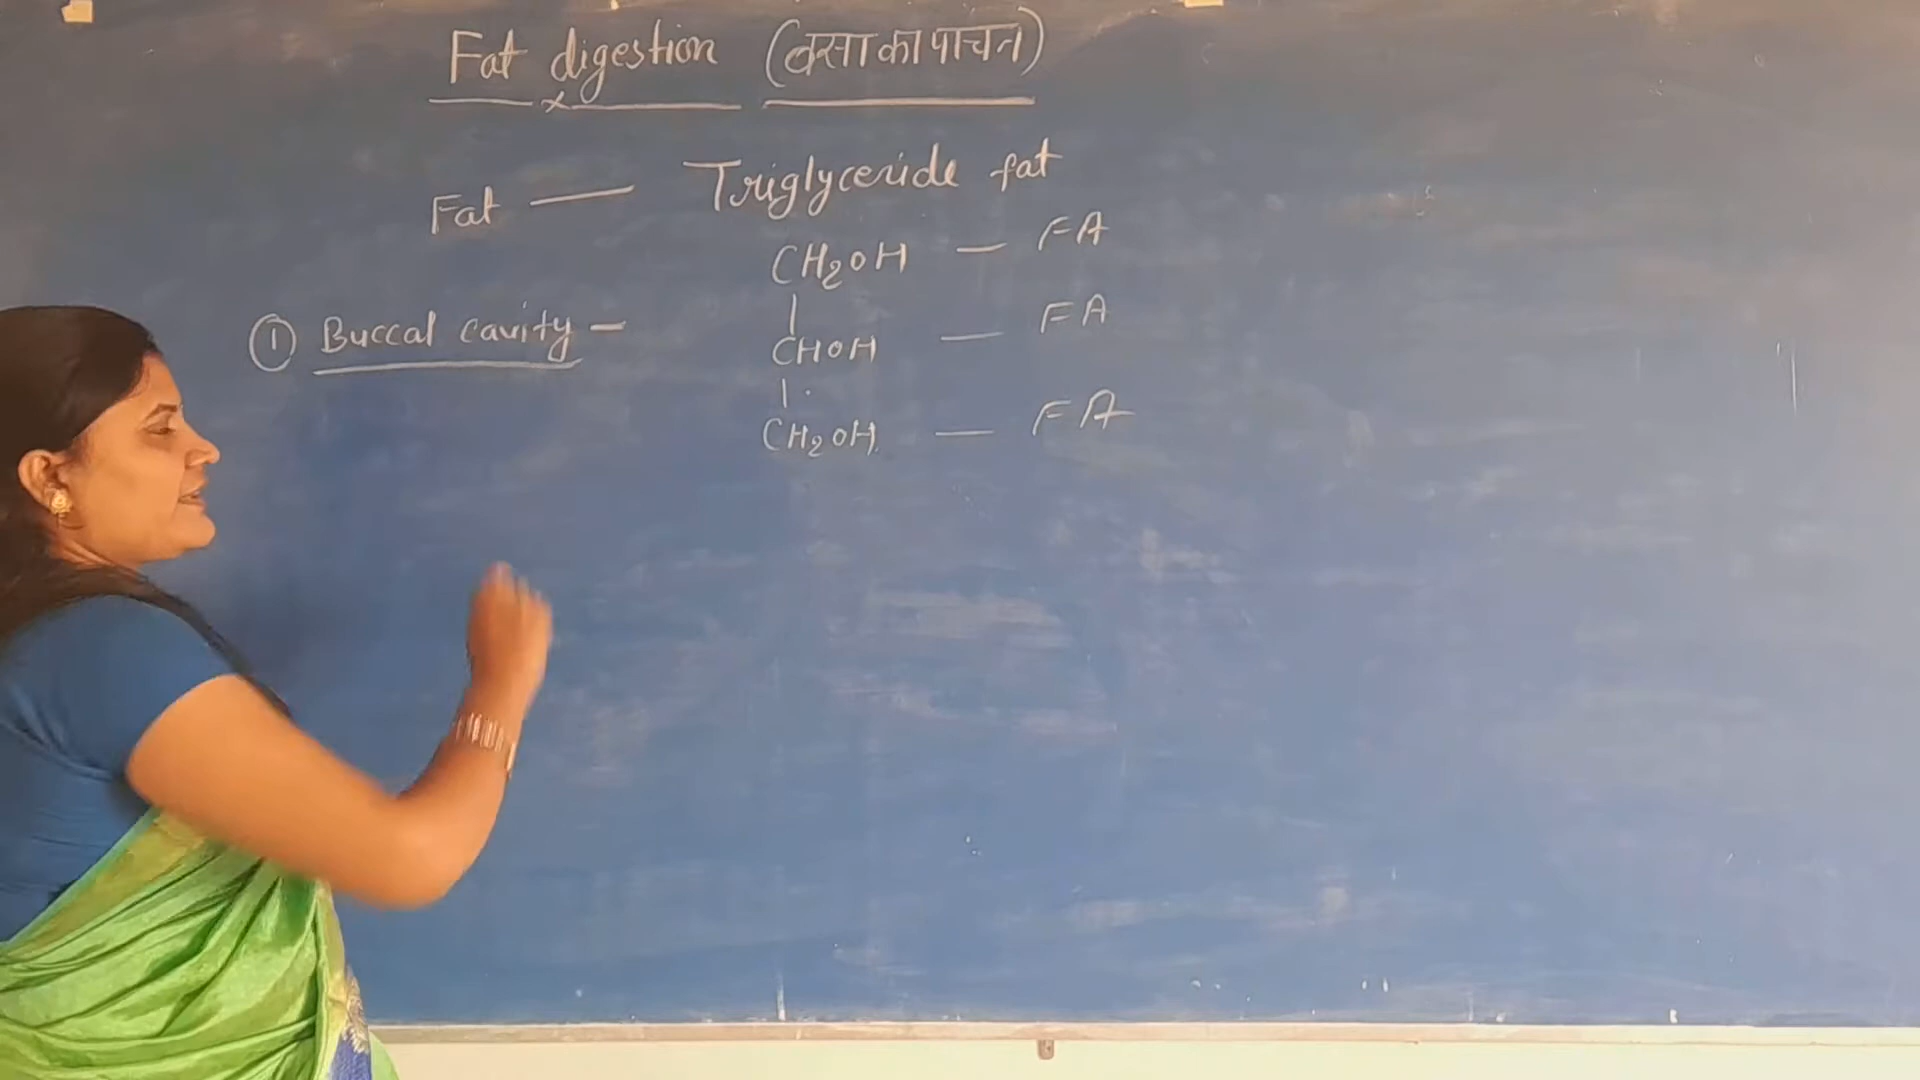 Fat digestion (वसा का पाचन)
Fat — Triglyceride fat
CH2OH — FA
① Buccal cavity —
CHOH — FA
CH2OH — FA